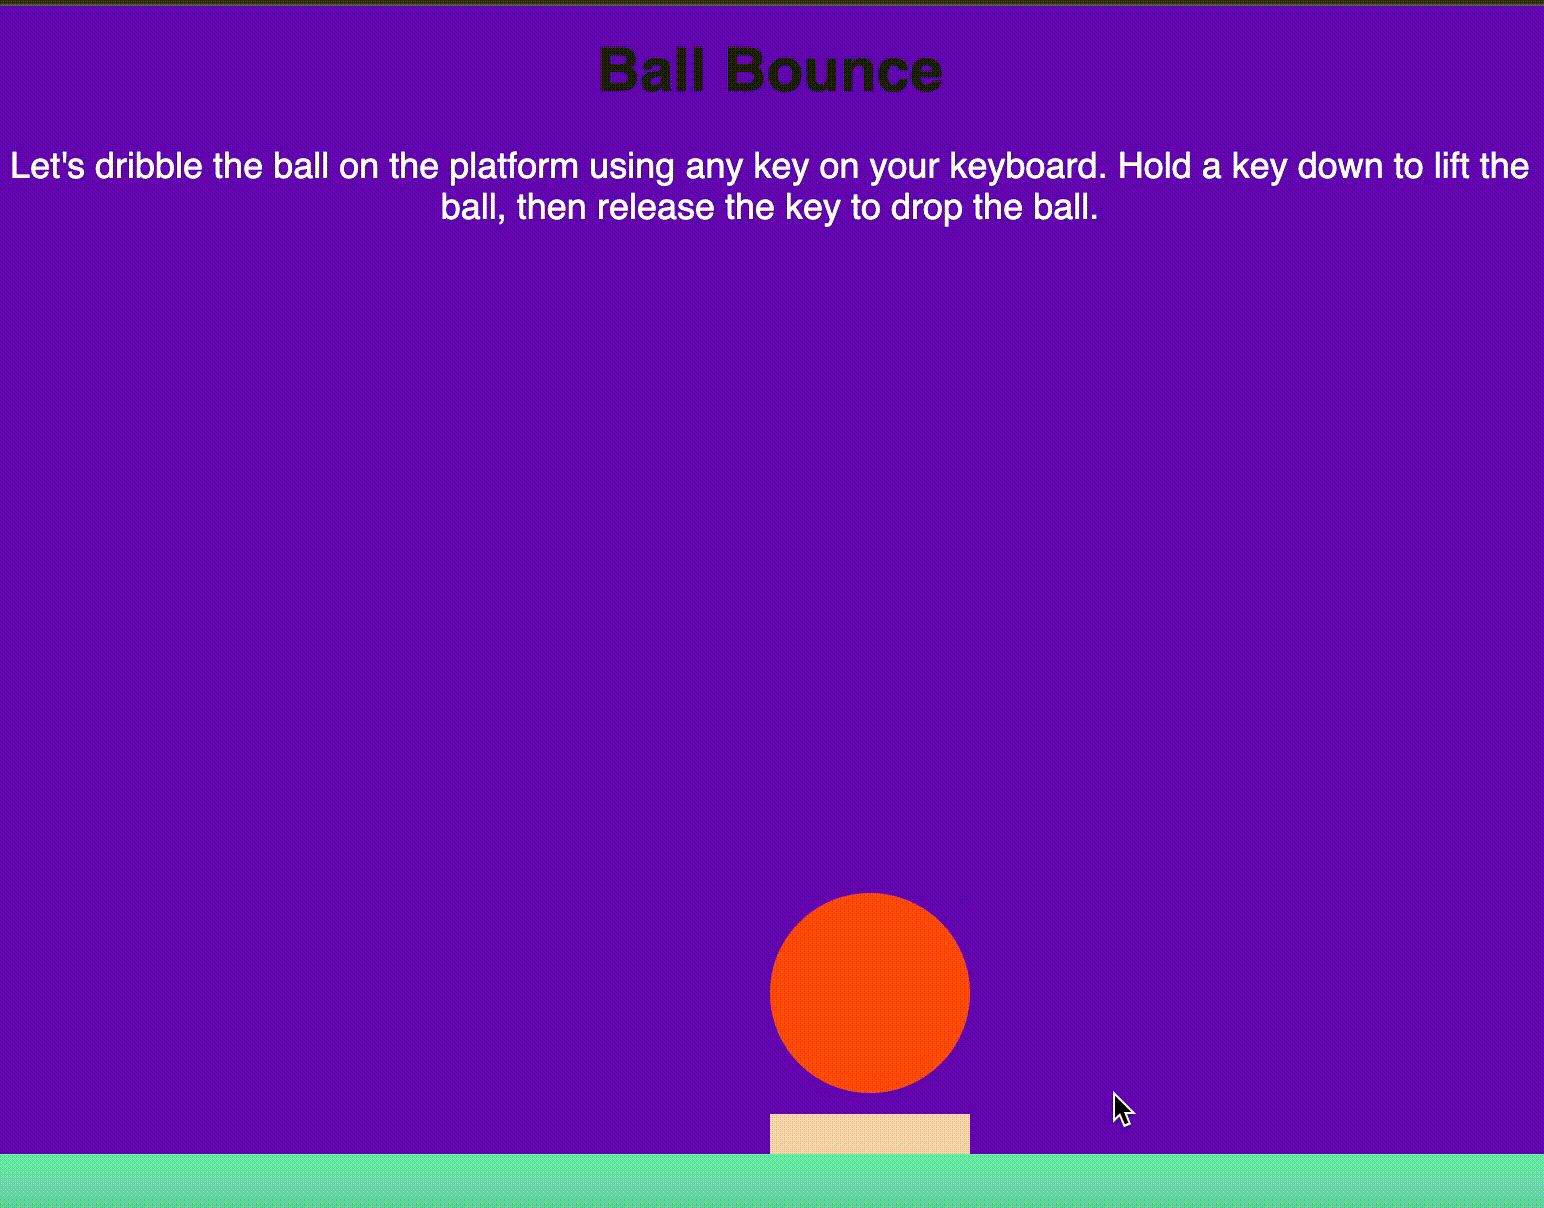 Ball Bounce
Let's dribble the ball on the platform using any key on your keyboard. Hold a key down to lift the
ball, then release the key to drop the ball.